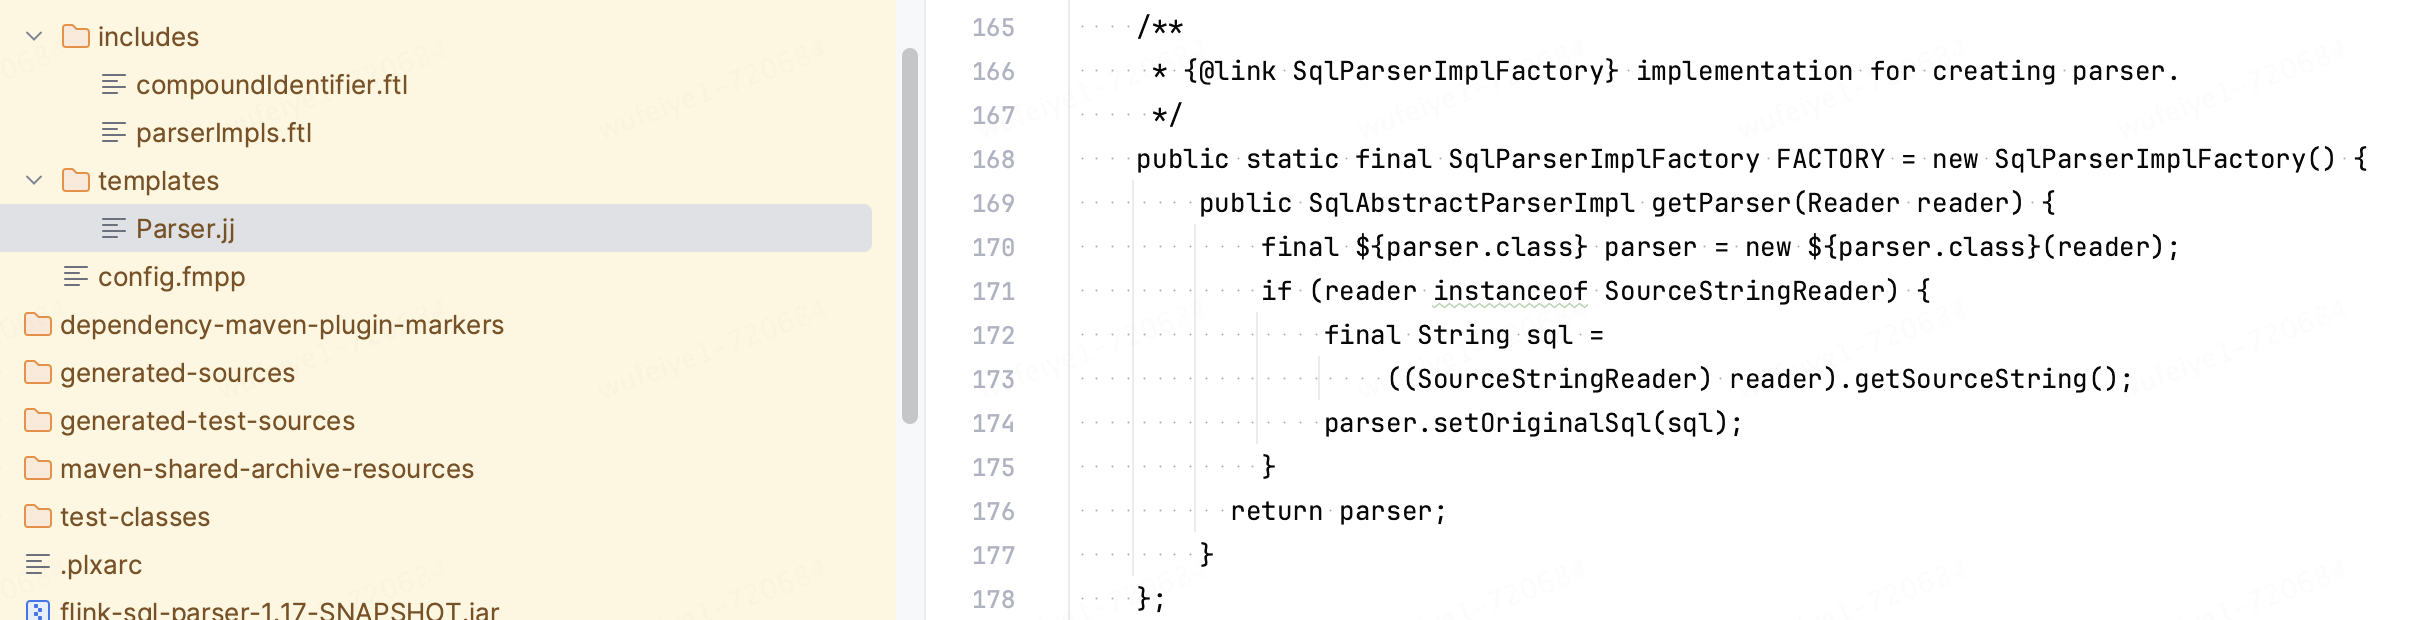 includes
compoundIdentifier.ftl
parserImpls.ftl
templates
Parser.jj
config.fmpp
dependency-maven-plugin-markers
generated-sources
generated-test-sources
maven-shared-archive-resources
test-classes
.plxarc
flink-sql-parser-1.17-SNAPSHOT.jar
165 /**
166 * {@link SqlParserImplFactory} implementation for creating parser.
167 */
168 public static final SqlParserImplFactory FACTORY = new SqlParserImplFactory() {
169 public SqlAbstractParserImpl getParser(Reader reader) {
170 final ${parser.class} parser = new ${parser.class}(reader);
171 if (reader instanceof SourceStringReader) {
172 final String sql =
173 ((SourceStringReader) reader).getSourceString();
174 parser.setOriginalSql(sql);
175 }
176 return parser;
177 }
178 };